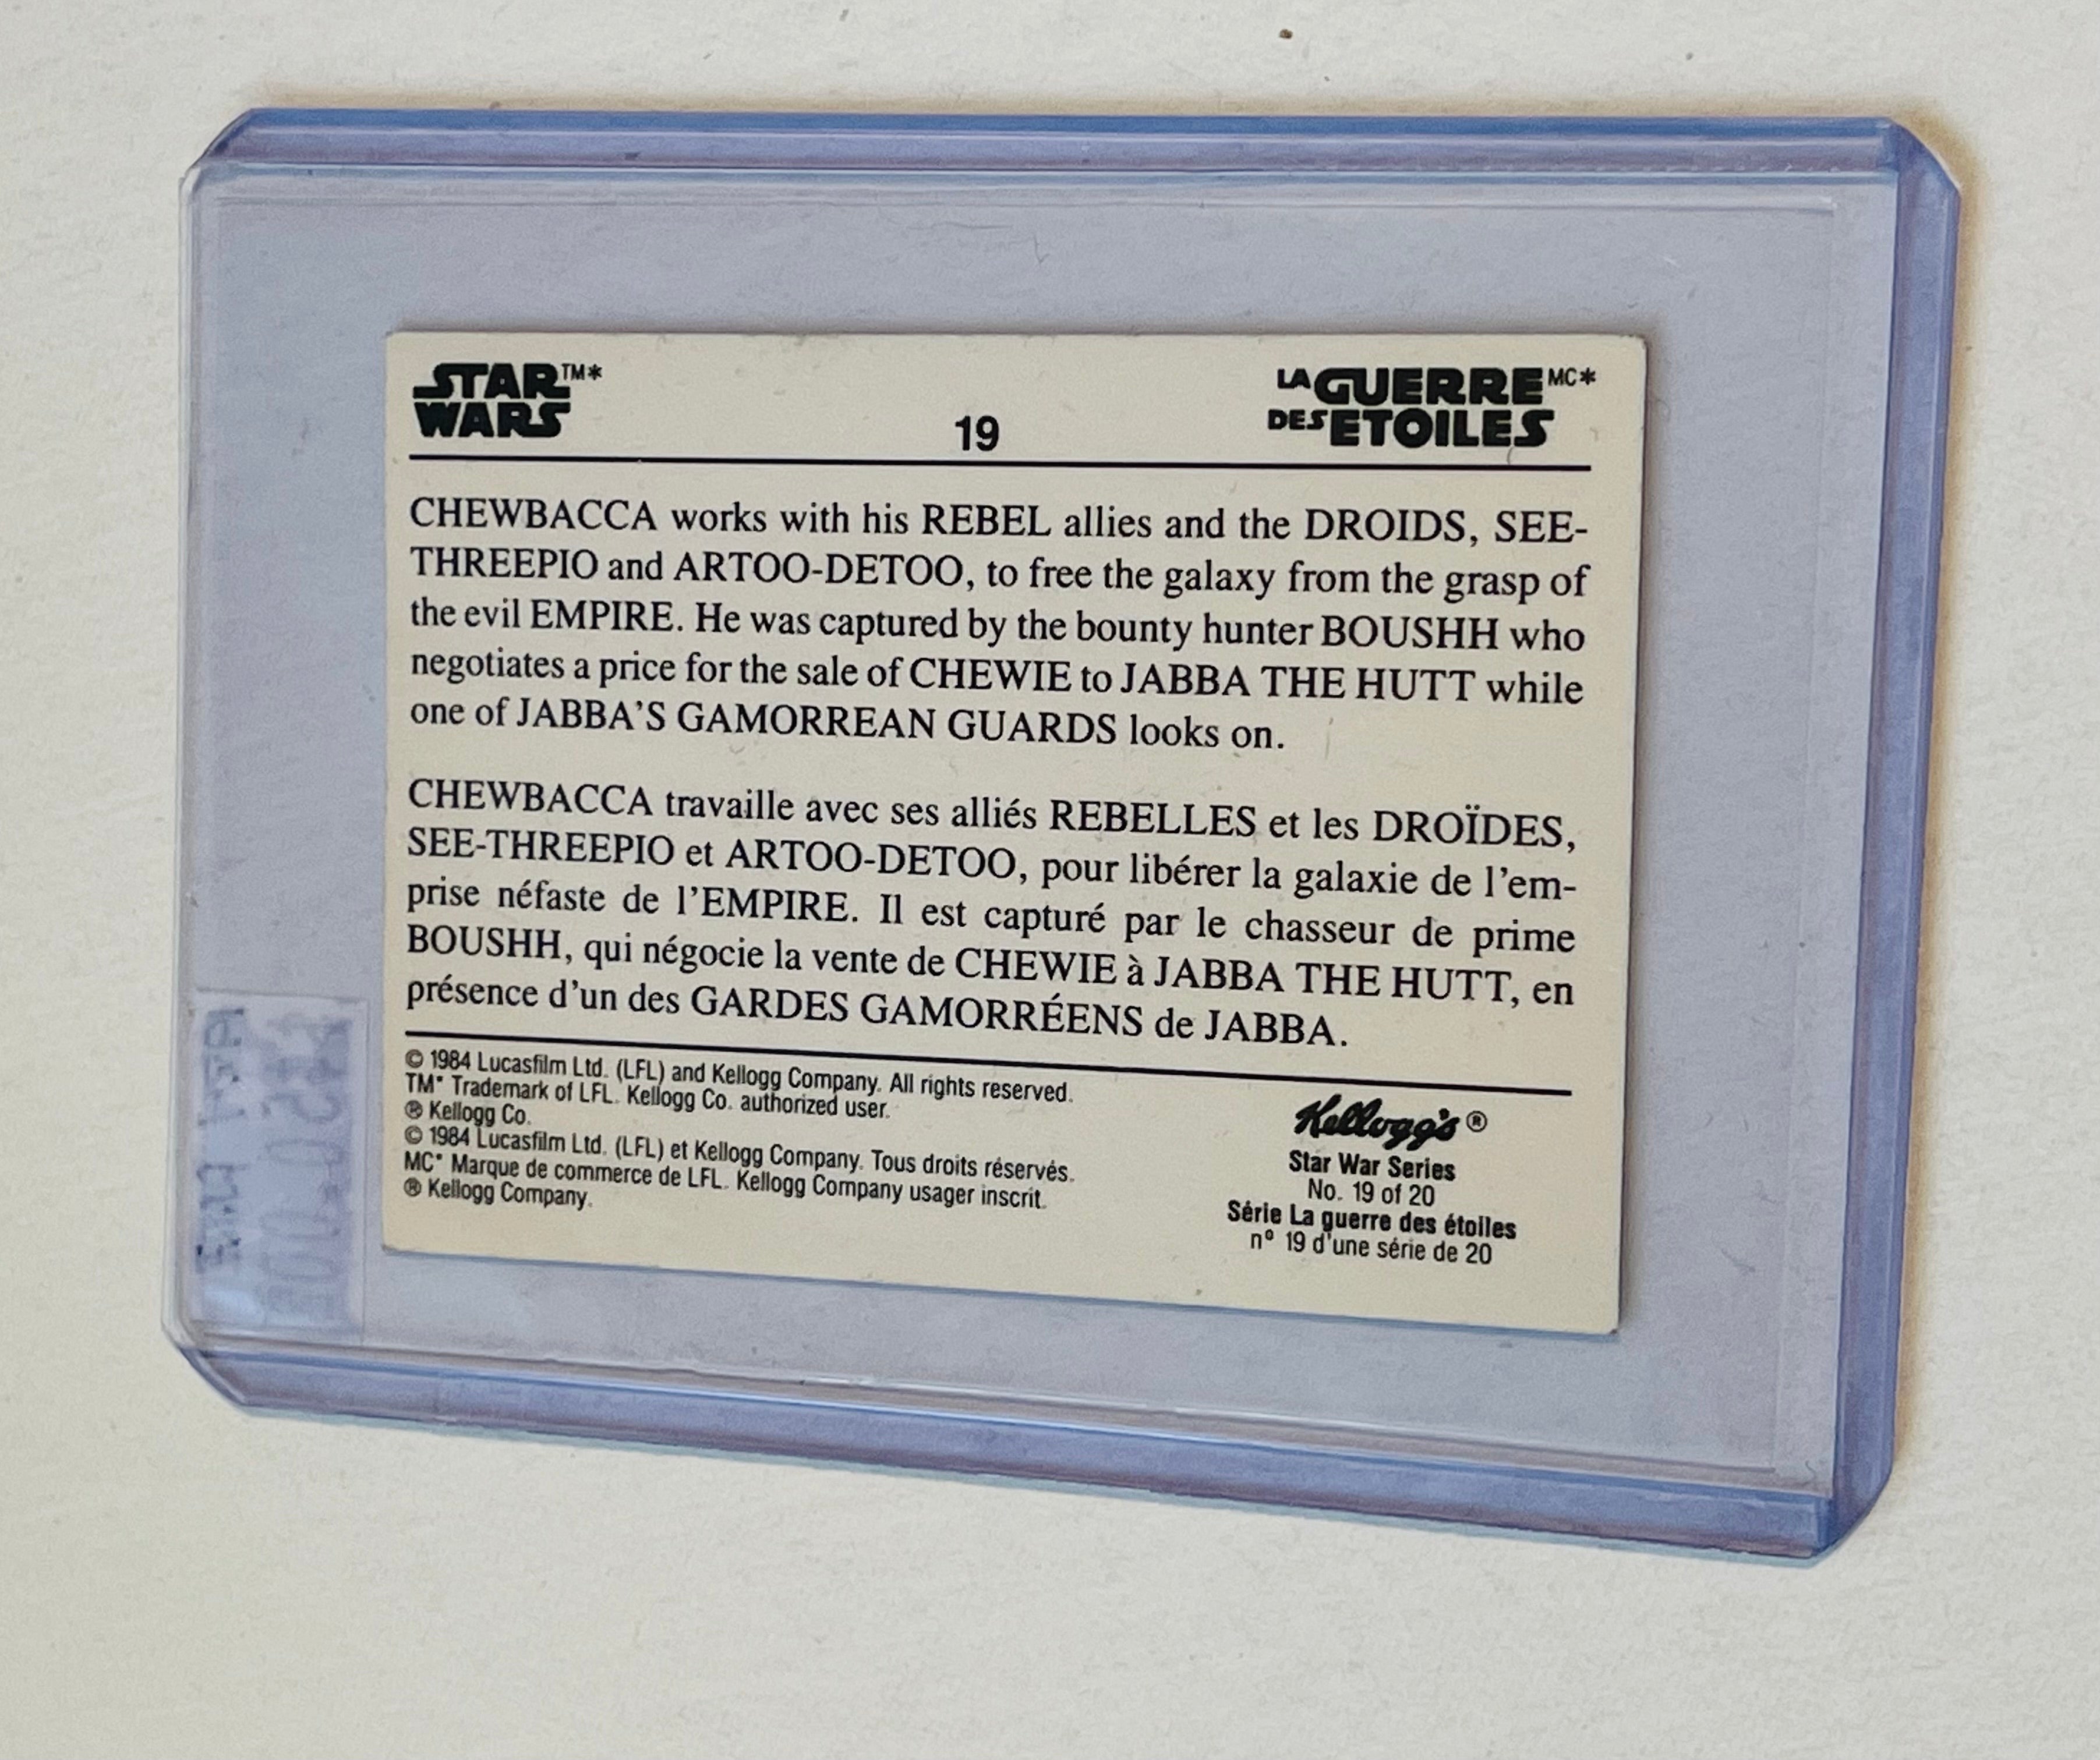 STAR™*
WARS
19
LA GUERRE MC*
DES ETOILES
CHEWBACCA works with his REBEL allies and the DROIDS, SEE-
THREEPIO and ARTOO-DETOO, to free the galaxy from the grasp of
the evil EMPIRE. He was captured by the bounty hunter BOUSHH who
negotiates a price for the sale of CHEWIE to JABBA THE HUTT while
one of JABBA'S GAMORREAN GUARDS looks on.
CHEWBACCA travaille avec ses alliés REBELLES et les DROÏDES,
SEE-THREEPIO et ARTOO-DETOO, pour libérer la galaxie de l'em-
prise néfaste de l'EMPIRE. Il est capturé par le chasseur de prime
BOUSHH, qui négocie la vente de CHEWIE à JABBA THE HUTT, en
présence d'un des GARDES GAMORRÉENS de JABBA.
© 1984 Lucasfilm Ltd. (LFL) and Kellogg Company. All rights reserved.
TM* Trademark of LFL. Kellogg Co. authorized user.
® Kellogg Co.
© 1984 Lucasfilm Ltd. (LFL) et Kellogg Company. Tous droits réservés.
MC* Marque de commerce de LFL. Kellogg Company usager inscrit.
® Kellogg Company.
Kellogg's®
Star War Series
No. 19 of 20
Série La guerre des étoiles
nº 19 d'une série de 20